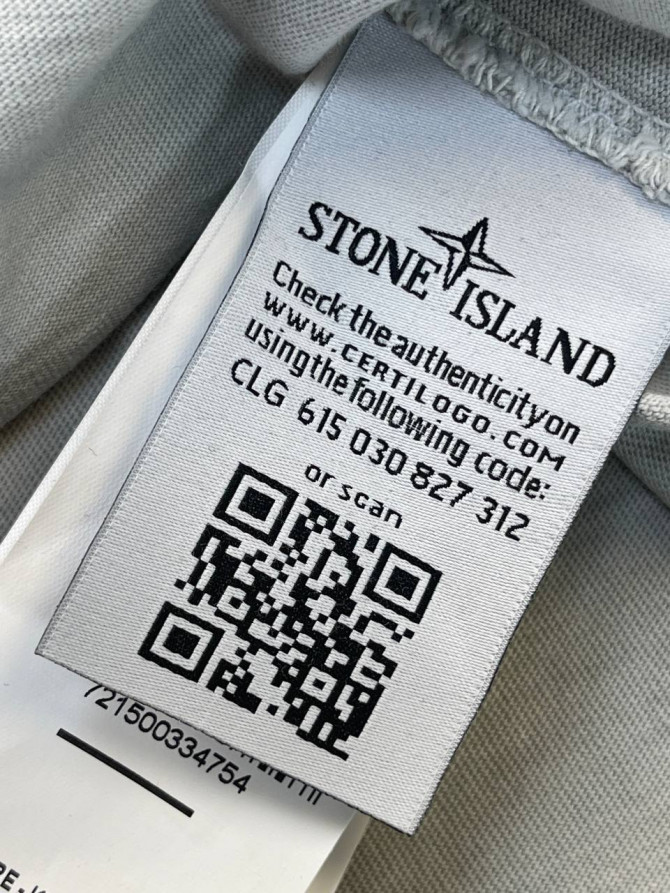 STONE ISLAND
Check the authenticity on
www.CERTILOGO.COM
using the following code:
CLG 615 030 827 312
or scan
721500334754